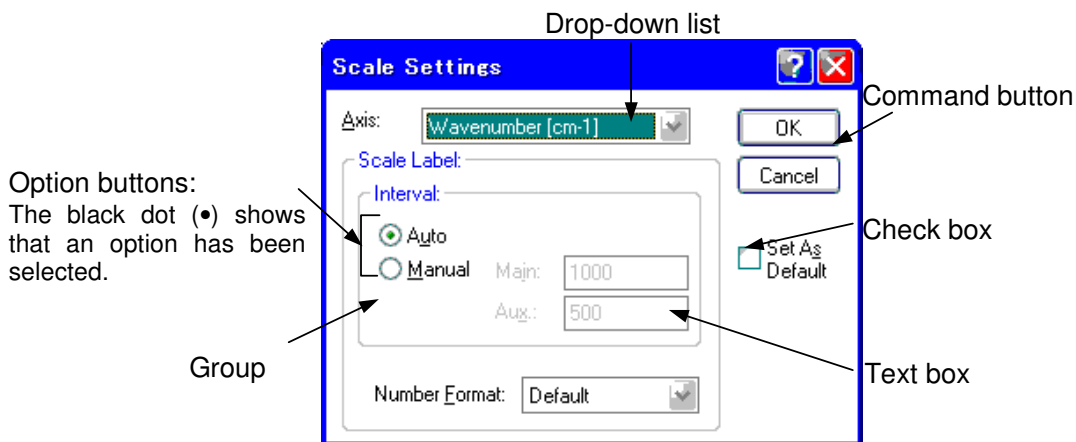 Drop-down list
Scale Settings
Command button
Axis:
Wavenumber [cm-1]
OK
Scale Label:
Cancel
Option buttons:
The black dot (•) shows
that an option has been
selected.
Interval:
Auto
Check box
Set As
Default
Manual
Main:
1000
Aux.:
500
Group
Text box
Number Format:
Default